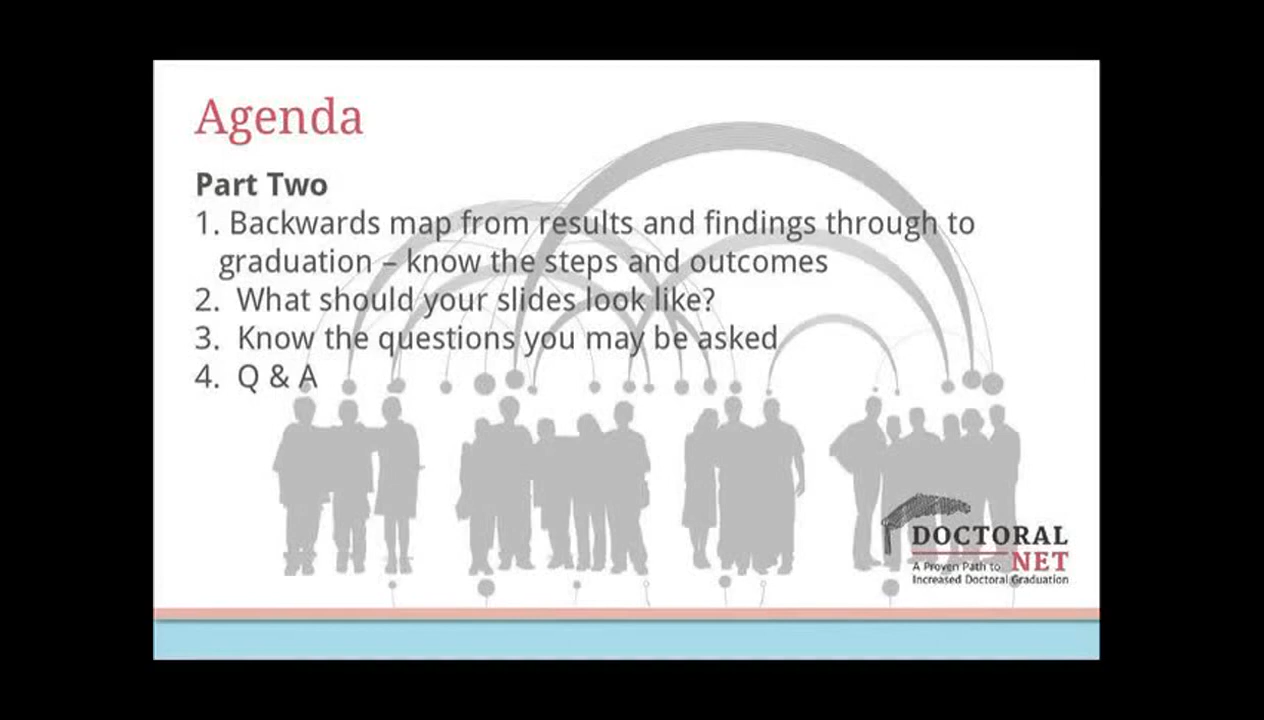 Agenda
Part Two
1. Backwards map from results and findings through to
graduation – know the steps and outcomes
2. What should your slides look like?
3. Know the questions you may be asked
4. Q & A
DOCTORAL
NET
A Proven Path to
Increased Doctoral Graduation